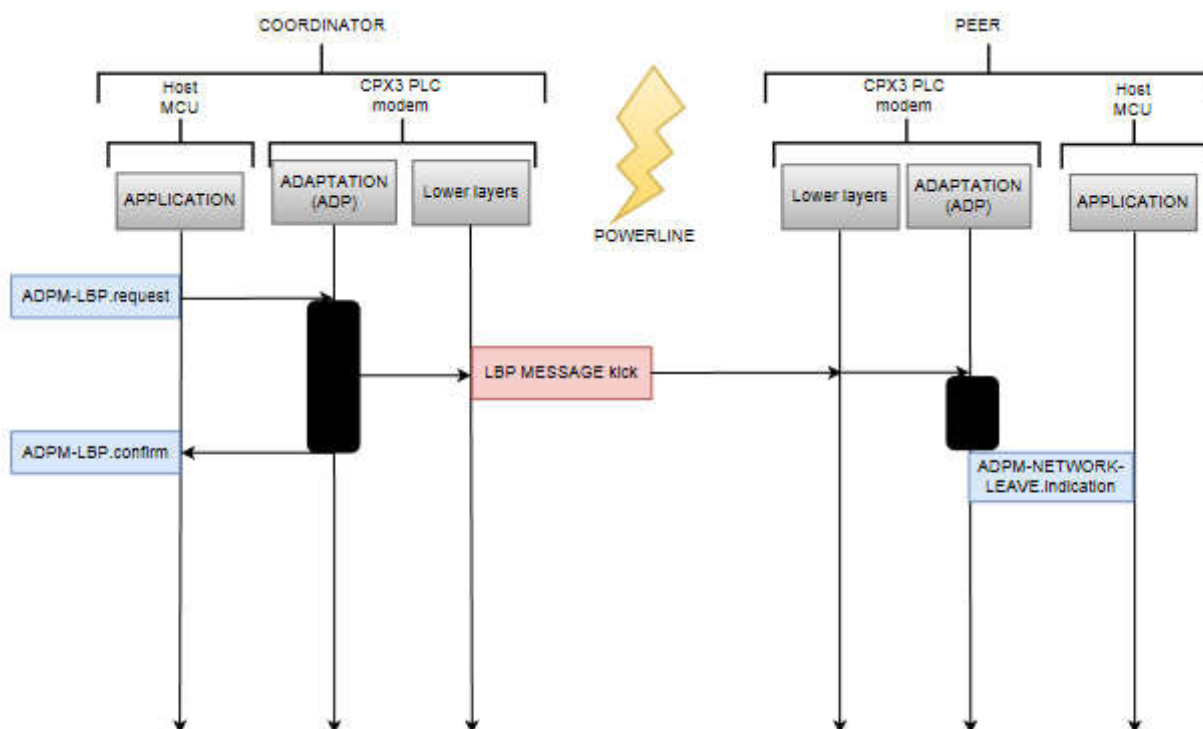 COORDINATOR
PEER
Host
MCU
CPX3 PLC
modem
CPX3 PLC
modem
Host
MCU
APPLICATION
ADAPTATION
(ADP)
Lower layers
POWERLINE
Lower layers
ADAPTATION
(ADP)
APPLICATION
ADPM-LBP.request
LBP MESSAGE kick
ADPM-LBP.confirm
ADPM-NETWORK-
LEAVE.indication